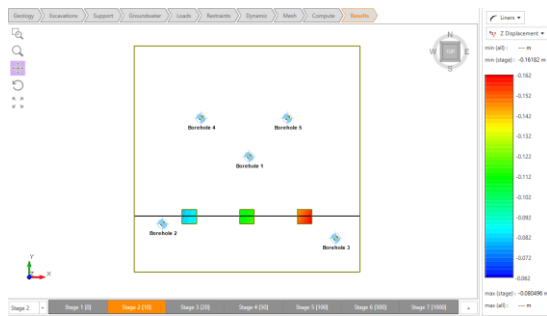 Geology Excavations Support Groundwater Loads Restraints Dynamic Mesh Compute Results
Liners
Z Displacement
min (all) : --- m
min (stage) : -0.16182 m
-0.162
-0.152
-0.142
-0.132
-0.122
-0.112
-0.102
-0.092
-0.082
-0.072
-0.062
max (stage) : -0.080496 m
max (all) : --- m
N
W TOP E
S
Borehole 4
Borehole 5
Borehole 1
Borehole 2
Borehole 3
Y
Z X
Stage 2 Stage 1 [0] Stage 2 [10] Stage 3 [20] Stage 4 [50] Stage 5 [100] Stage 6 [500] Stage 7 [1000]